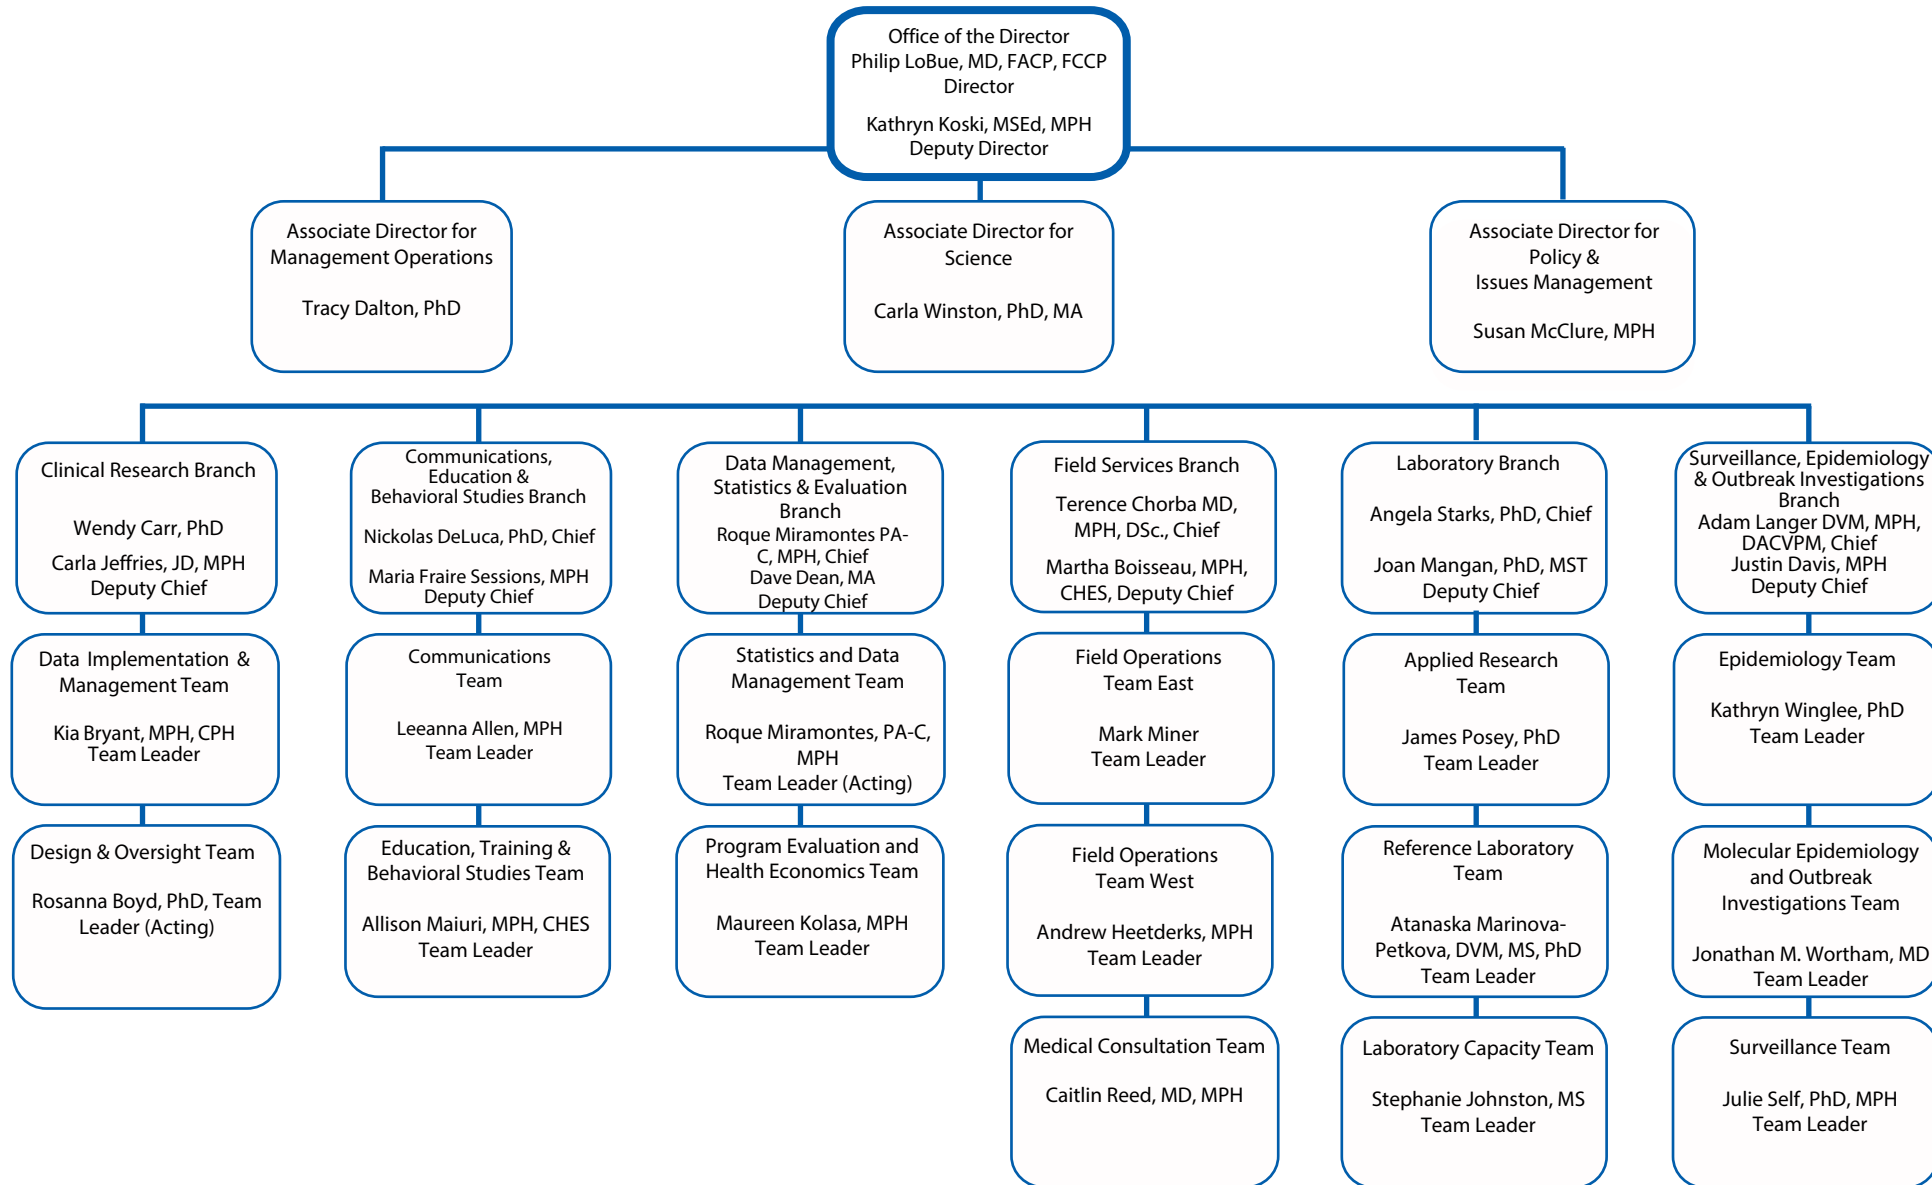 Office of the Director
Philip LoBue, MD, FACP, FCCP
Director
Kathryn Koski, MSEd, MPH
Deputy Director
Associate Director for
Management Operations
Tracy Dalton, PhD
Associate Director for
Science
Carla Winston, PhD, MA
Associate Director for
Policy &
Issues Management
Susan McClure, MPH
Clinical Research Branch
Wendy Carr, PhD
Carla Jeffries, JD, MPH
Deputy Chief
Communications,
Education &
Behavioral Studies Branch
Nickolas DeLuca, PhD, Chief
Maria Fraire Sessions, MPH
Deputy Chief
Data Management,
Statistics & Evaluation
Branch
Roque Miramontes PA-
C, MPH, Chief
Dave Dean, MA
Deputy Chief
Field Services Branch
Terence Chorba MD,
MPH, DSc., Chief
Martha Boisseau, MPH,
CHES, Deputy Chief
Laboratory Branch
Angela Starks, PhD, Chief
Joan Mangan, PhD, MST
Deputy Chief
Surveillance, Epidemiology
& Outbreak Investigations
Branch
Adam Langer DVM, MPH,
DACVPM, Chief
Justin Davis, MPH
Deputy Chief
Data Implementation &
Management Team
Kia Bryant, MPH, CPH
Team Leader
Communications
Team
Leeanna Allen, MPH
Team Leader
Statistics and Data
Management Team
Roque Miramontes, PA-C,
MPH
Team Leader (Acting)
Field Operations
Team East
Mark Miner
Team Leader
Applied Research
Team
James Posey, PhD
Team Leader
Epidemiology Team
Kathryn Winglee, PhD
Team Leader
Design & Oversight Team
Rosanna Boyd, PhD, Team
Leader (Acting)
Education, Training &
Behavioral Studies Team
Allison Maiuri, MPH, CHES
Team Leader
Program Evaluation and
Health Economics Team
Maureen Kolasa, MPH
Team Leader
Field Operations
Team West
Andrew Heetderks, MPH
Team Leader
Reference Laboratory
Team
Atanaska Marinova-
Petkova, DVM, MS, PhD
Team Leader
Molecular Epidemiology
and Outbreak
Investigations Team
Jonathan M. Wortham, MD
Team Leader
Medical Consultation Team
Caitlin Reed, MD, MPH
Laboratory Capacity Team
Stephanie Johnston, MS
Team Leader
Surveillance Team
Julie Self, PhD, MPH
Team Leader